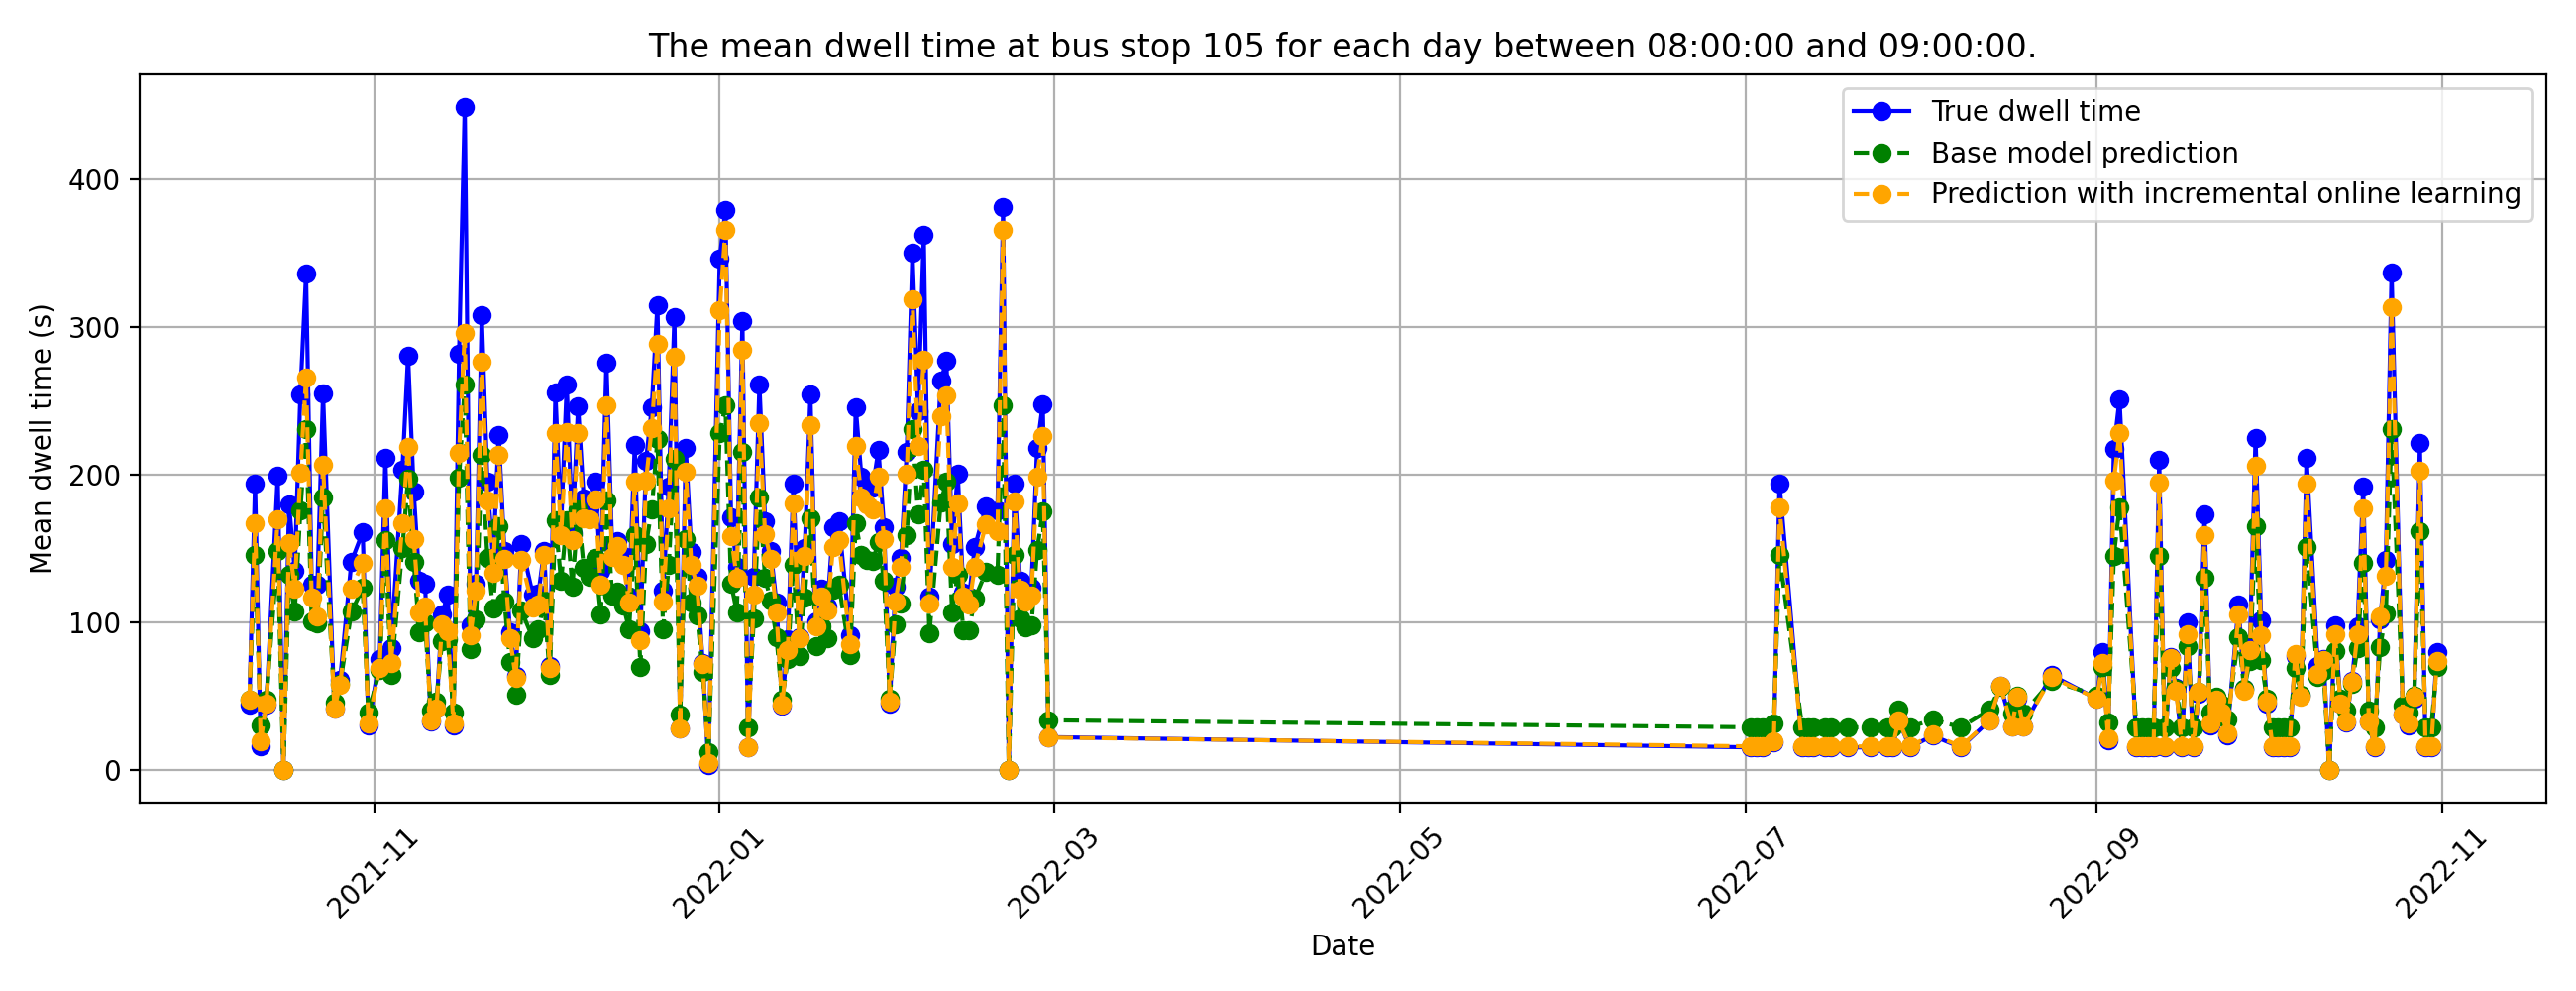 The mean dwell time at bus stop 105 for each day between 08:00:00 and 09:00:00.
True dwell time
Base model prediction
Prediction with incremental online learning
Mean dwell time (s)
400
300
200
100
0
2021-11
2022-01
2022-03
2022-05
2022-07
2022-09
2022-11
Date